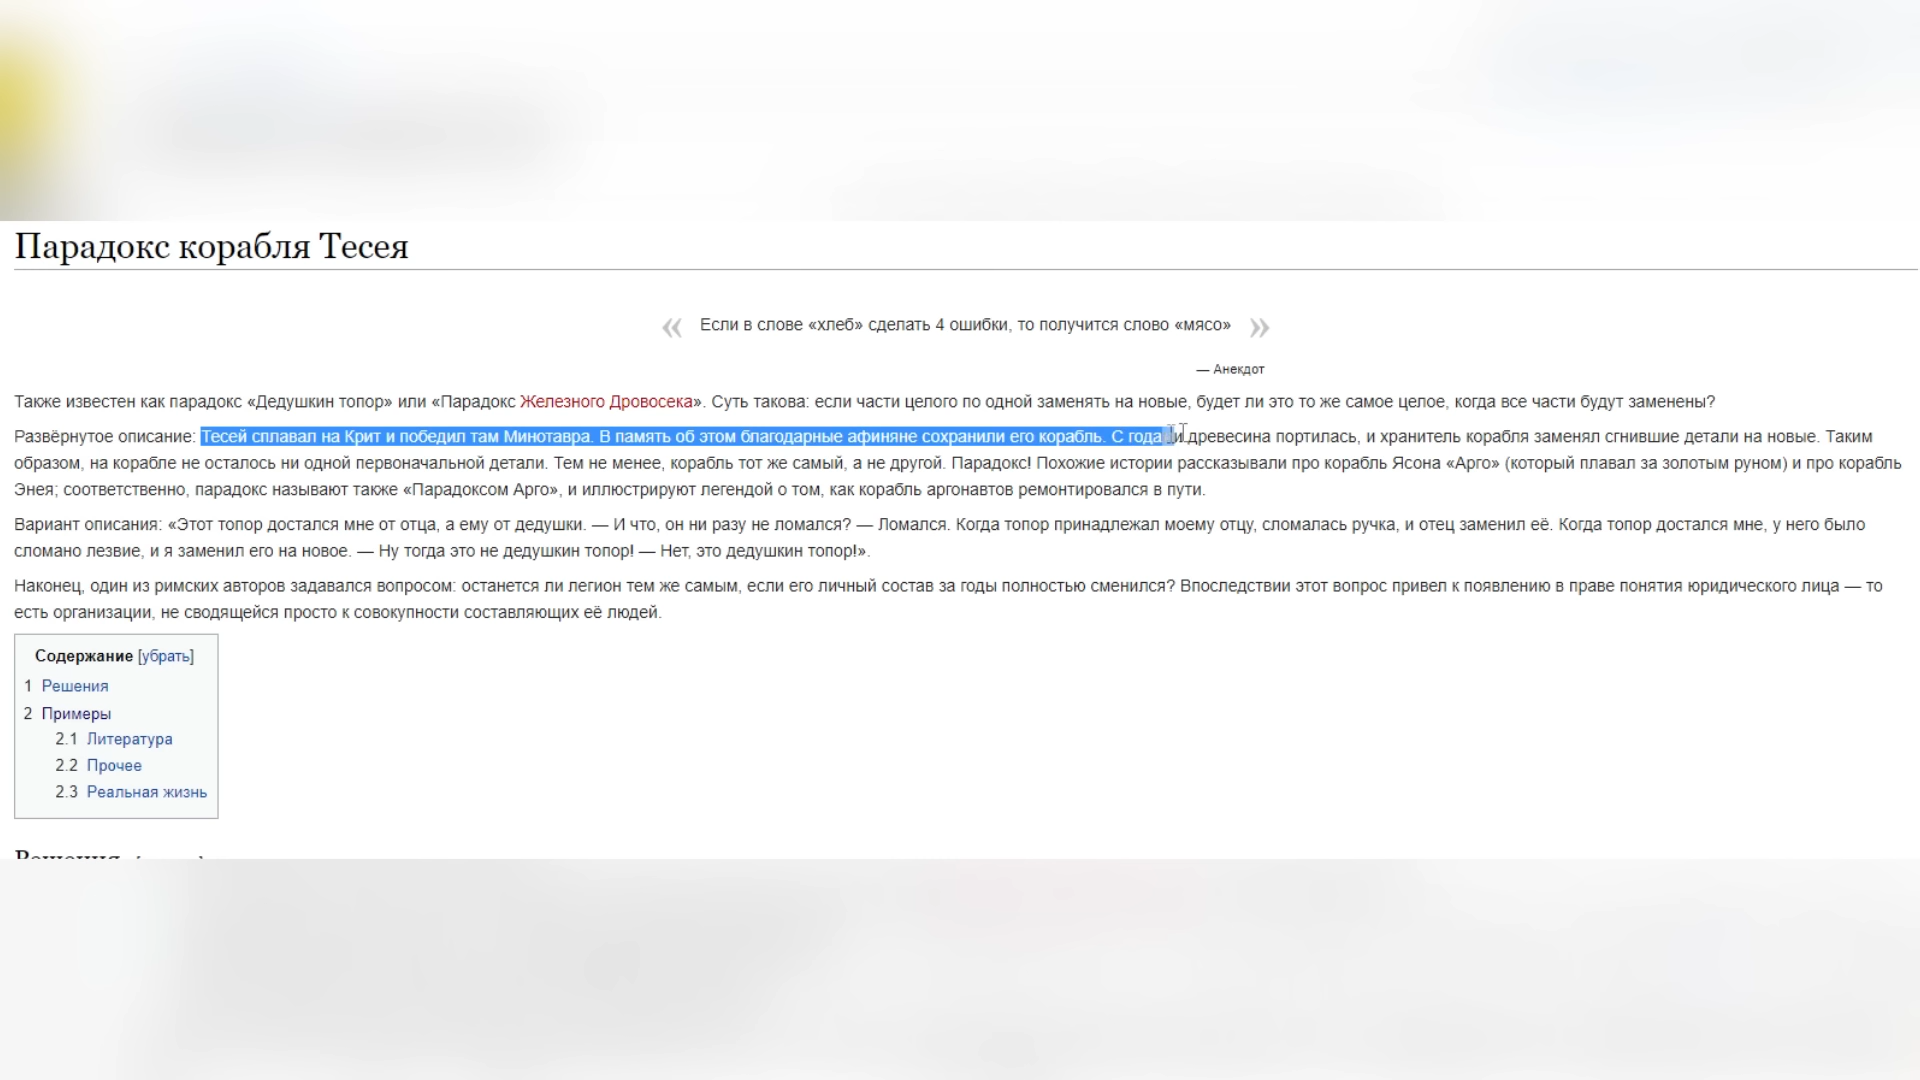 Парадокс корабля Тесея
« Если в слове «хлеб» сделать 4 ошибки, то получится слово «мясо» »
— Анекдот
Также известен как парадокс «Дедушкин топор» или «Парадокс Железного Дровосека». Суть такова: если части целого по одной заменять на новые, будет ли это то же самое целое, когда все части будут заменены?
Развёрнутое описание: Тесей сплавал на Крит и победил там Минотавра. В память об этом благодарные афиняне сохранили его корабль. С годами древесина портилась, и хранитель корабля заменял сгнившие детали на новые. Таким
образом, на корабле не осталось ни одной первоначальной детали. Тем не менее, корабль тот же самый, а не другой. Парадокс! Похожие истории рассказывали про корабль Ясона «Арго» (который плавал за золотым руном) и про корабль
Энея; соответственно, парадокс называют также «Парадоксом Арго», и иллюстрируют легендой о том, как корабль аргонавтов ремонтировался в пути.
Вариант описания: «Этот топор достался мне от отца, а ему от дедушки. — И что, он ни разу не ломался? — Ломался. Когда топор принадлежал моему отцу, сломалась ручка, и отец заменил её. Когда топор достался мне, у него было
сломано лезвие, и я заменил его на новое. — Ну тогда это не дедушкин топор! — Нет, это дедушкин топор!».
Наконец, один из римских авторов задавался вопросом: останется ли легион тем же самым, если его личный состав за годы полностью сменился? Впоследствии этот вопрос привел к появлению в праве понятия юридического лица — то
есть организации, не сводящейся просто к совокупности составляющих её людей.
Содержание [убрать]
1 Решения
2 Примеры
2.1 Литература
2.2 Прочее
2.3 Реальная жизнь
Решения